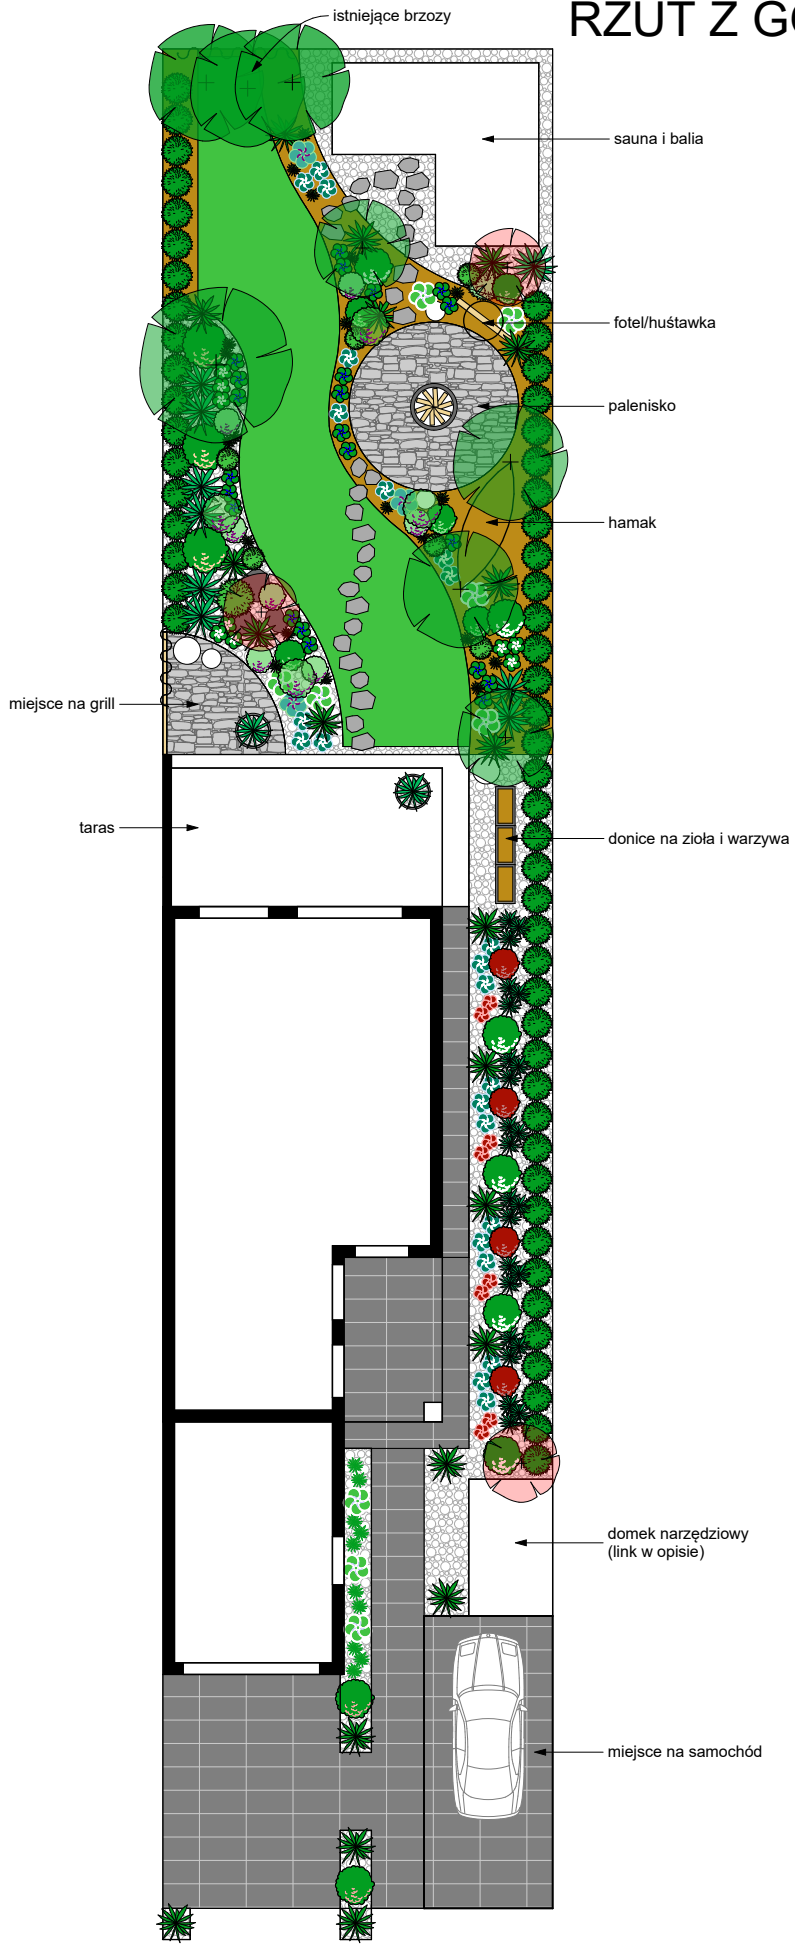 RZUT Z GÓ
istniejące brzozy
sauna i balia
fotel/huśtawka
palenisko
hamak
miejsce na grill
taras
donice na zioła i warzywa
domek narzędziowy
(link w opisie)
miejsce na samochód